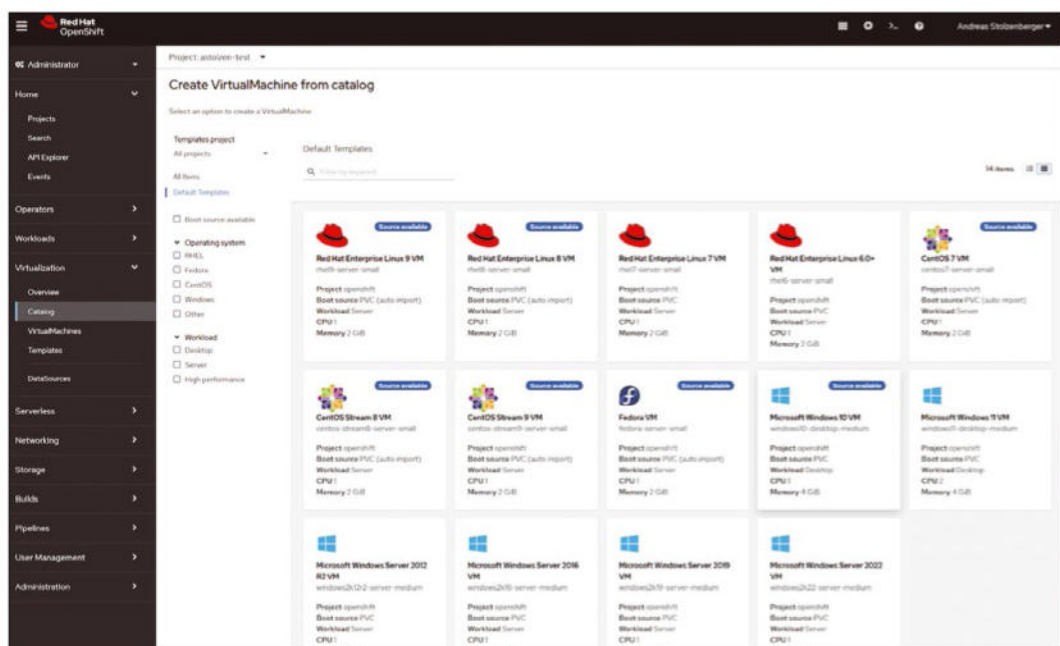 Red Hat
OpenShift
Andreas Stolzenberger
Administrator
Home
Projects
Search
API Explorer
Events
Operators
Workloads
Virtualization
Overview
Catalog
VirtualMachines
Templates
DataSources
Serverless
Networking
Storage
Builds
Pipelines
User Management
Administration
Project: astolzen-test
Create VirtualMachine from catalog
Select an option to create a VirtualMachine
Templates project
All projects
All Items
Default Templates
Boot source available
Operating system
RHEL
Fedora
CentOS
Windows
Other
Workload
Desktop
Server
High performance
Default Templates
Filter by keyword
14 items
Source available
Red Hat Enterprise Linux 9 VM
rhel9-server-small
Project openshift
Boot source PVC (auto import)
Workload Server
CPU 1
Memory 2 GiB
Source available
Red Hat Enterprise Linux 8 VM
rhel8-server-small
Project openshift
Boot source PVC (auto import)
Workload Server
CPU 1
Memory 2 GiB
Red Hat Enterprise Linux 7 VM
rhel7-server-small
Project openshift
Boot source PVC
Workload Server
CPU 1
Memory 2 GiB
Red Hat Enterprise Linux 6.0+
VM
rhel6-server-small
Project openshift
Boot source PVC
Workload Server
CPU 1
Memory 2 GiB
Source available
CentOS 7 VM
centos7-server-small
Project openshift
Boot source PVC (auto import)
Workload Server
CPU 1
Memory 2 GiB
Source available
CentOS Stream 8 VM
centos-stream8-server-small
Project openshift
Boot source PVC (auto import)
Workload Server
CPU 1
Memory 2 GiB
Source available
CentOS Stream 9 VM
centos-stream9-server-small
Project openshift
Boot source PVC (auto import)
Workload Server
CPU 1
Memory 2 GiB
Source available
Fedora VM
fedora-server-small
Project openshift
Boot source PVC (auto import)
Workload Server
CPU 1
Memory 2 GiB
Source available
Microsoft Windows 10 VM
windows10-desktop-medium
Project openshift
Boot source PVC
Workload Desktop
CPU 1
Memory 4 GiB
Microsoft Windows 11 VM
windows11-desktop-medium
Project openshift
Boot source PVC
Workload Desktop
CPU 2
Memory 4 GiB
Microsoft Windows Server 2012
R2 VM
windows2k12r2-server-medium
Project openshift
Boot source PVC
Workload Server
CPU 1
Microsoft Windows Server 2016
VM
windows2k16-server-medium
Project openshift
Boot source PVC
Workload Server
CPU 1
Microsoft Windows Server 2019
VM
windows2k19-server-medium
Project openshift
Boot source PVC
Workload Server
CPU 1
Microsoft Windows Server 2022
VM
windows2k22-server-medium
Project openshift
Boot source PVC
Workload Server
CPU 1